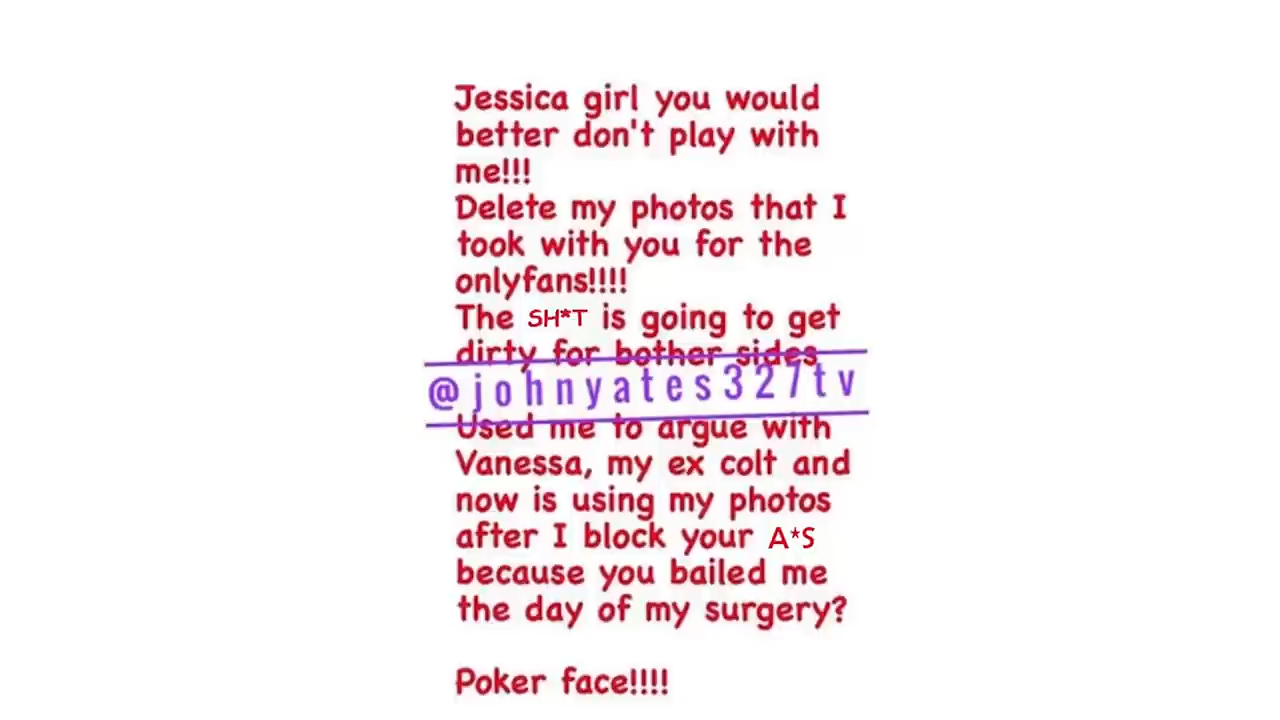 Jessica girl you would
better don't play with
me!!!
Delete my photos that I
took with you for the
onlyfans!!!!
The SH*T is going to get
dirty for bother sides
@johnyates327tv
Used me to argue with
Vanessa, my ex colt and
now is using my photos
after I block your A*S
because you bailed me
the day of my surgery?
Poker face!!!!